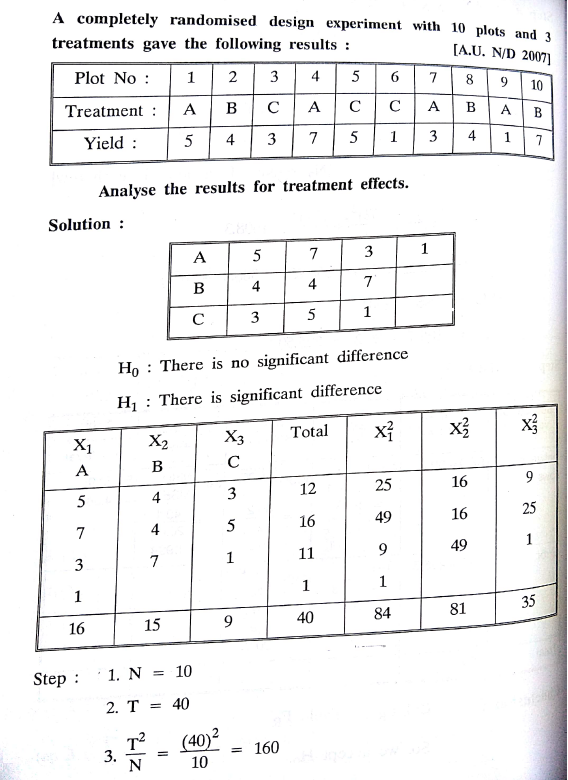 A completely randomised design experiment with 10 plots and 3
treatments gave the following results :
[A.U. N/D 2007]
Plot No : 1 2 3 4 5 6 7 8 9 10
Treatment : A B C A C C A B A B
Yield : 5 4 3 7 5 1 3 4 1 7
Analyse the results for treatment effects.
Solution :
A 5 7 3 1
B 4 4 7
C 3 5 1
H₀ : There is no significant difference
H₁ : There is significant difference
X₁ X₂ X₃ Total X₁² X₂² X₃²
A B C
5 4 3 12 25 16 9
7 4 5 16 49 16 25
3 7 1 11 9 49 1
1 1 1
16 15 9 40 84 81 35
Step : 1. N = 10
2. T = 40
3. T²/N = (40)²/10 = 160